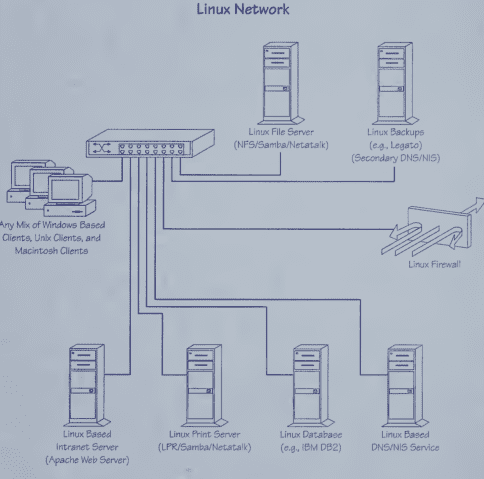 Linux Network
Linux File Server
(NFS/Samba/Netatalk)
Linux Backups
(e.g., Legato)
(Secondary DNS/NIS)
Any Mix of Windows Based
Clients, Unix Clients, and
Macintosh Clients
Linux Firewall
Linux Based
Intranet Server
(Apache Web Server)
Linux Print Server
(LPR/Samba/Netatalk)
Linux Database
(e.g., IBM DB2)
Linux Based
DNS/NIS Service